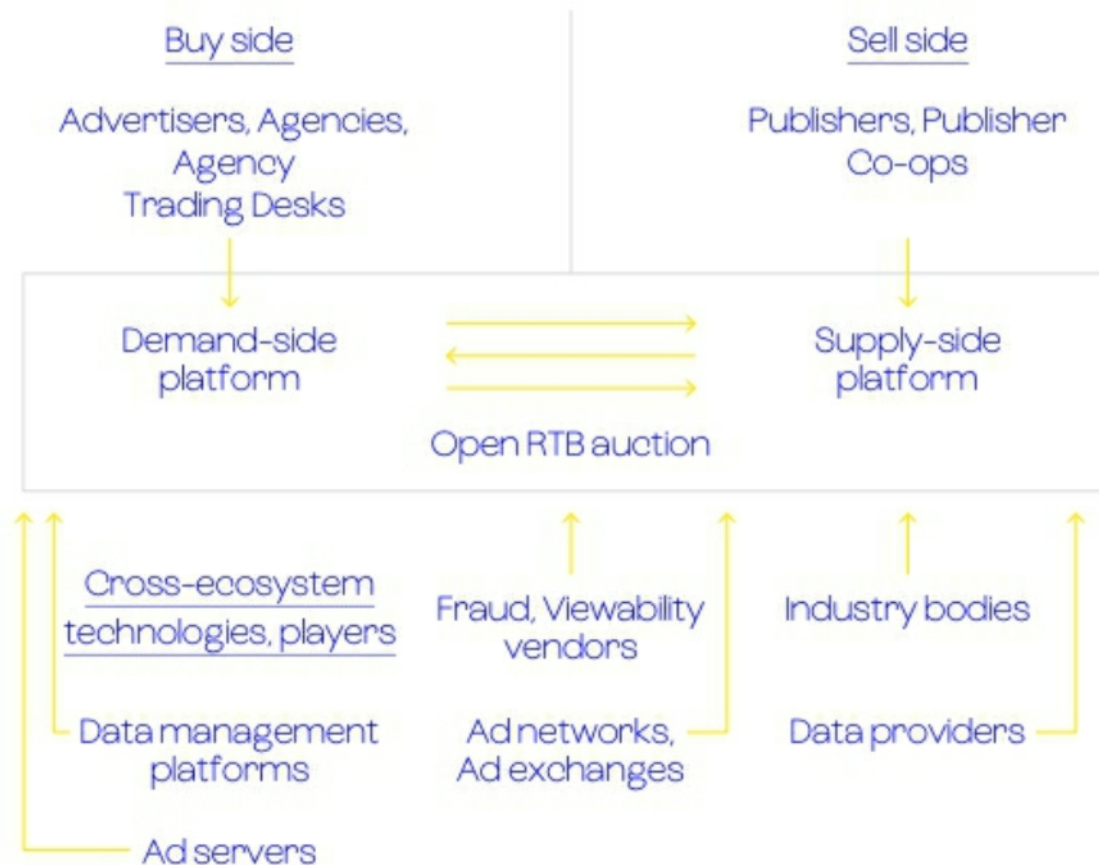 Buy side
Sell side
Advertisers, Agencies,
Agency
Trading Desks
Publishers, Publisher
Co-ops
Demand-side
platform
Supply-side
platform
Open RTB auction
Cross-ecosystem
technologies, players
Fraud, Viewability
vendors
Industry bodies
Data management
platforms
Ad networks,
Ad exchanges
Data providers
Ad servers